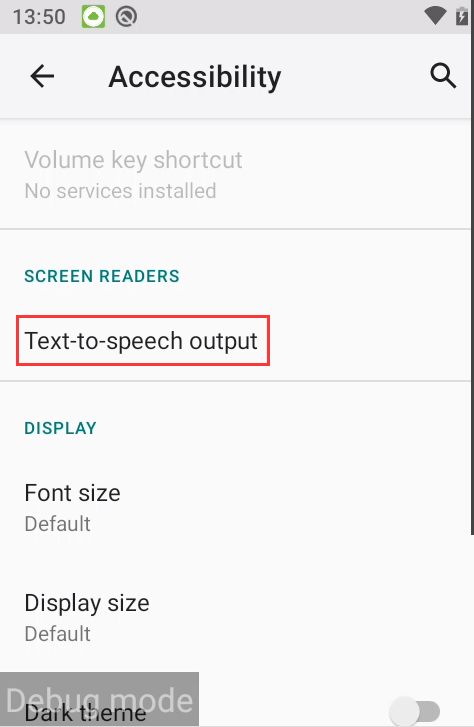 13:50
Accessibility
Volume key shortcut
No services installed
SCREEN READERS
Text-to-speech output
DISPLAY
Font size
Default
Display size
Default
Dark theme
Debug mode